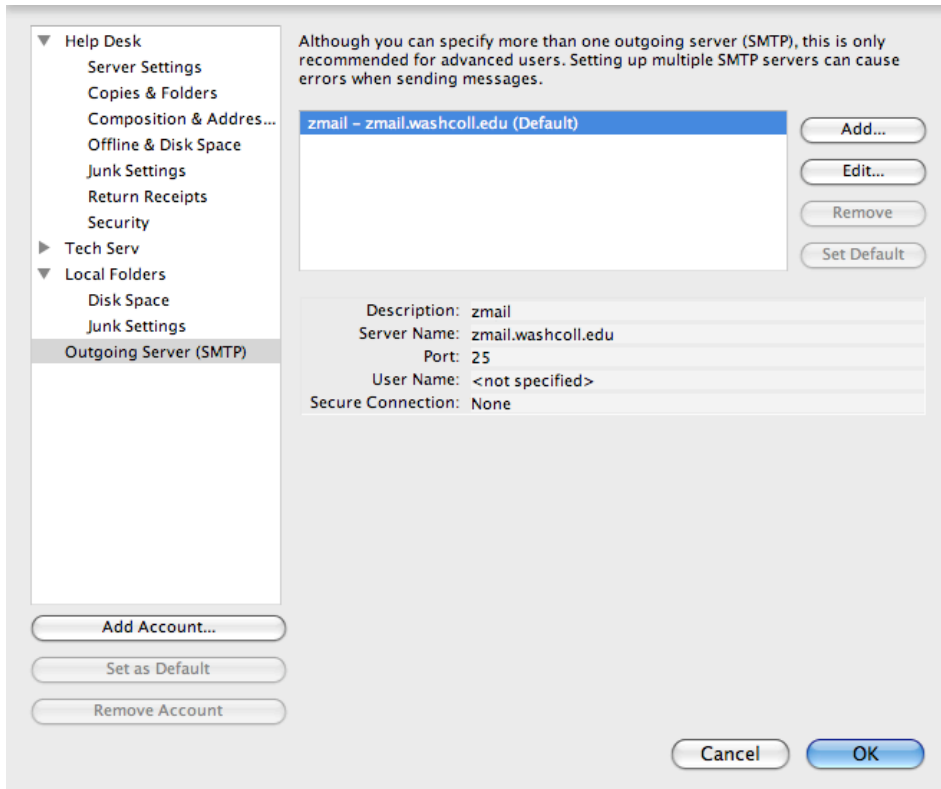 Help Desk
Server Settings
Copies & Folders
Composition & Addres...
Offline & Disk Space
Junk Settings
Return Receipts
Security
Tech Serv
Local Folders
Disk Space
Junk Settings
Outgoing Server (SMTP)
Add Account...
Set as Default
Remove Account
Although you can specify more than one outgoing server (SMTP), this is only
recommended for advanced users. Setting up multiple SMTP servers can cause
errors when sending messages.
zmail – zmail.washcoll.edu (Default)
Add...
Edit...
Remove
Set Default
Description: zmail
Server Name: zmail.washcoll.edu
Port: 25
User Name: <not specified>
Secure Connection: None
Cancel
OK